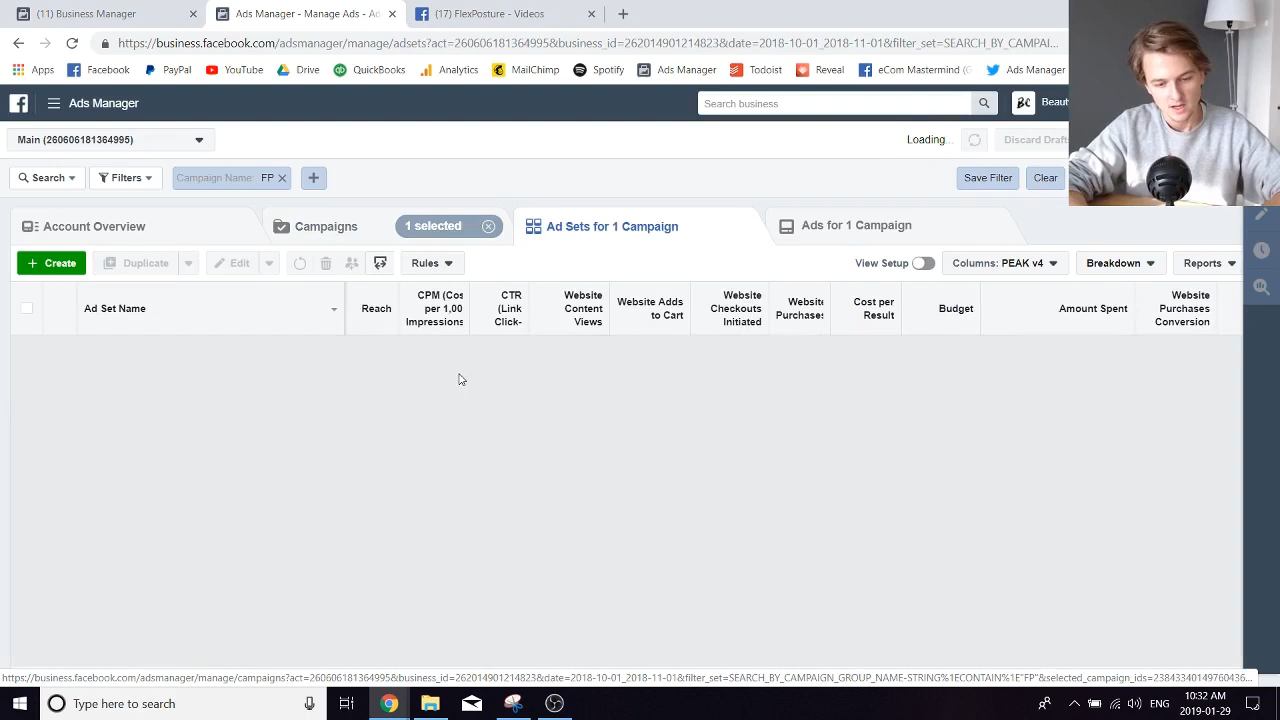 (11) Business Manager
Ads Manager - Manage Ads - Ad
(17) FlexPosture - Videos
https://business.facebook.com/adsmanager/manage/adsets?act=260606181364995&business_id=262014901214823&date=2018-10-01_2018-11-01&filter_set=SEARCH_BY_CAMPAI...
Apps Facebook PayPal YouTube Drive QuickBooks Analytics MailChimp Spotify Ads Manager Todoist Reveal eCom Mastermind (G Ads Manager
Ads Manager
Search business
BC Beaut
Main (260606181364995)
Loading...
Discard Drafts
Search
Filters
Campaign Name: FP
Save Filter
Clear
Account Overview
Campaigns
1 selected
Ad Sets for 1 Campaign
Ads for 1 Campaign
+ Create
Duplicate
Edit
Rules
View Setup
Columns: PEAK v4
Breakdown
Reports
Ad Set Name
Reach
CPM (Cos
per 1,00
Impressions
CTR
(Link
Click-
Website
Content
Views
Website Adds
to Cart
Website
Checkouts
Initiated
Website
Purchases
Cost per
Result
Budget
Amount Spent
Website
Purchases
Conversion
https://business.facebook.com/adsmanager/manage/campaigns?act=260606181364995&business_id=262014901214823&date=2018-10-01_2018-11-01&filter_set=SEARCH_BY_CAMPAIGN_GROUP_NAME-STRING%1ECONTAIN%1E"FP"&selected_campaign_ids=23843340149760436...
Type here to search
ENG
10:32 AM
2019-01-29